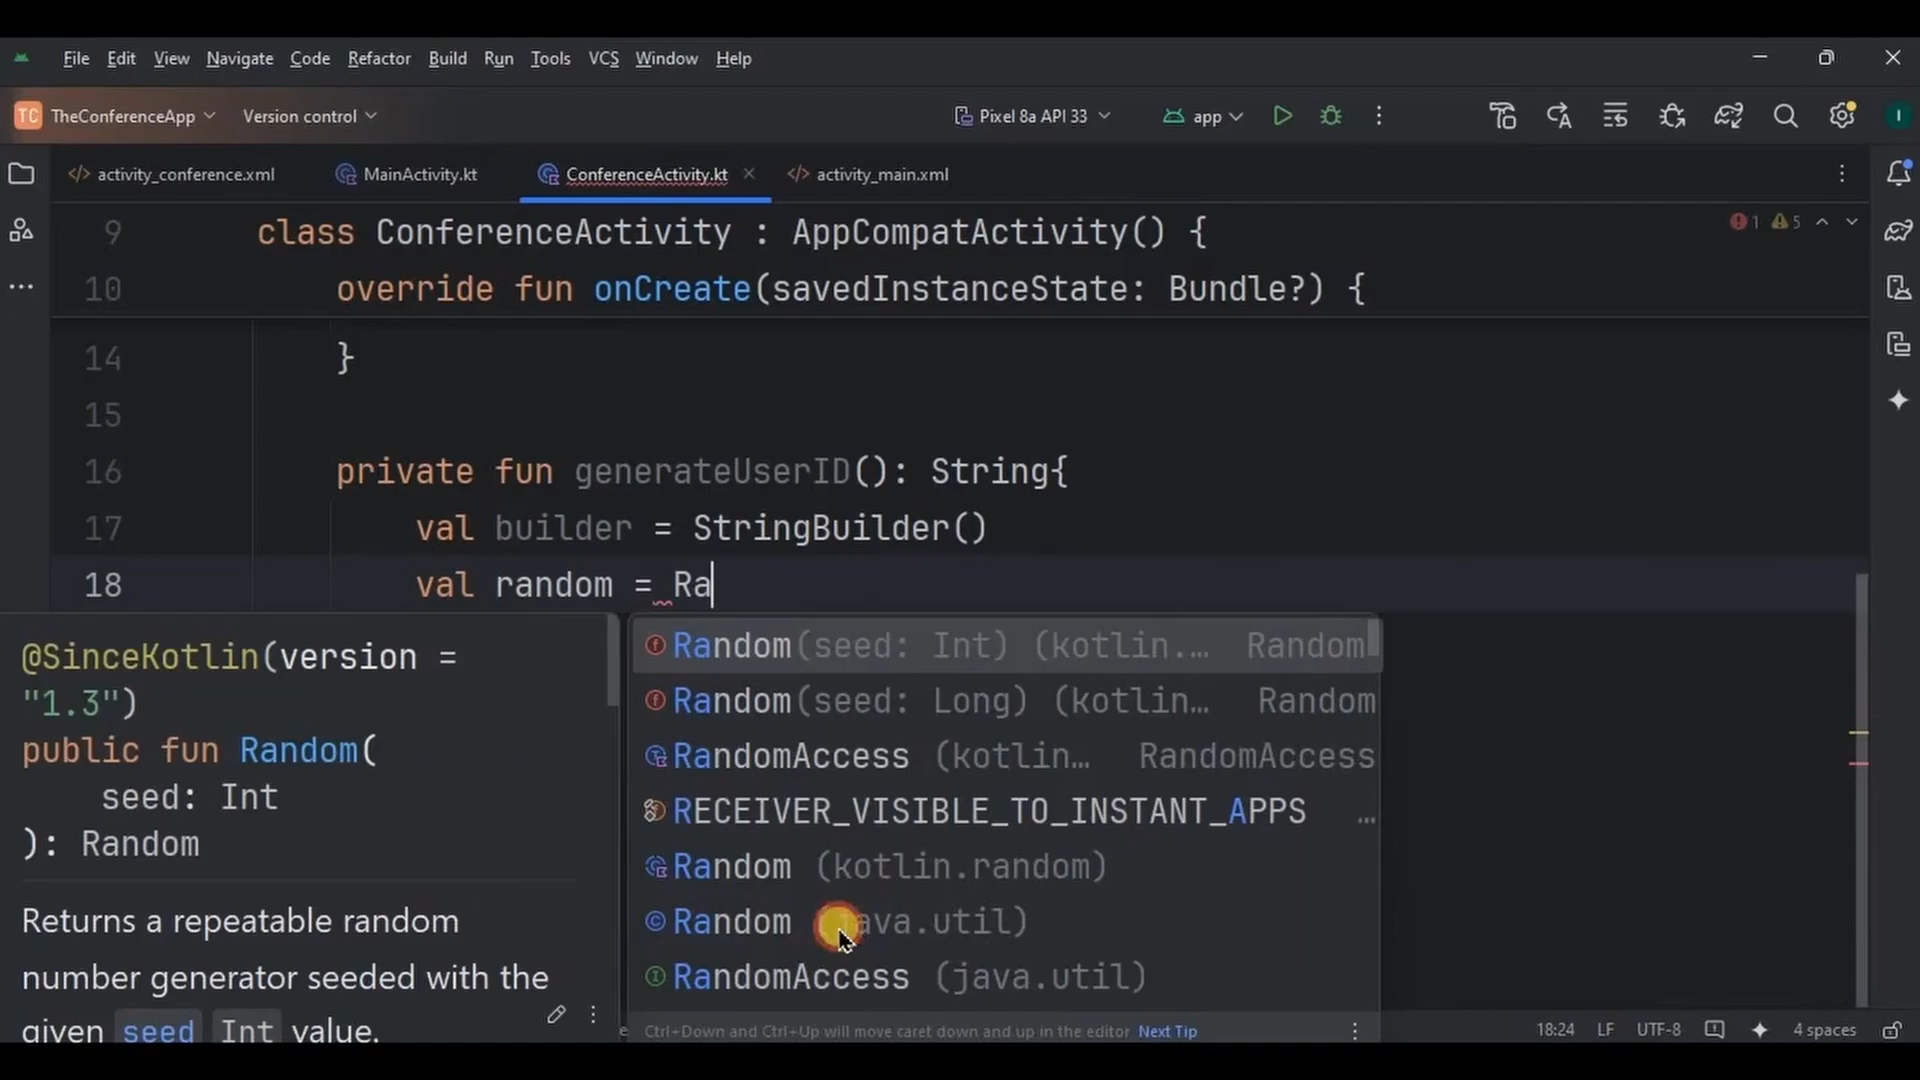 File Edit View Navigate Code Refactor Build Run Tools VCS Window Help
TC TheConferenceApp Version control Pixel 8a API 33 app I
activity_conference.xml MainActivity.kt ConferenceActivity.kt activity_main.xml
9 class ConferenceActivity : AppCompatActivity() { 1 5
10 override fun onCreate(savedInstanceState: Bundle?) {
14 }
15
16 private fun generateUserID(): String{
17 val builder = StringBuilder()
18 val random = Ra
@SinceKotlin(version =
"1.3")
public fun Random(
seed: Int
): Random
Returns a repeatable random
number generator seeded with the
given seed Int value.
Random(seed: Int) (kotlin.… Random
Random(seed: Long) (kotlin… Random
RandomAccess (kotlin… RandomAccess
RECEIVER_VISIBLE_TO_INSTANT_APPS …
Random (kotlin.random)
Random (java.util)
RandomAccess (java.util)
Ctrl+Down and Ctrl+Up will move caret down and up in the editor Next Tip
18:24 LF UTF-8 4 spaces